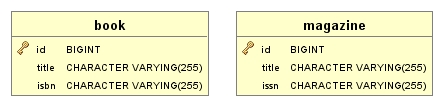 book
id BIGINT
title CHARACTER VARYING(255)
isbn CHARACTER VARYING(255)
magazine
id BIGINT
title CHARACTER VARYING(255)
issn CHARACTER VARYING(255)